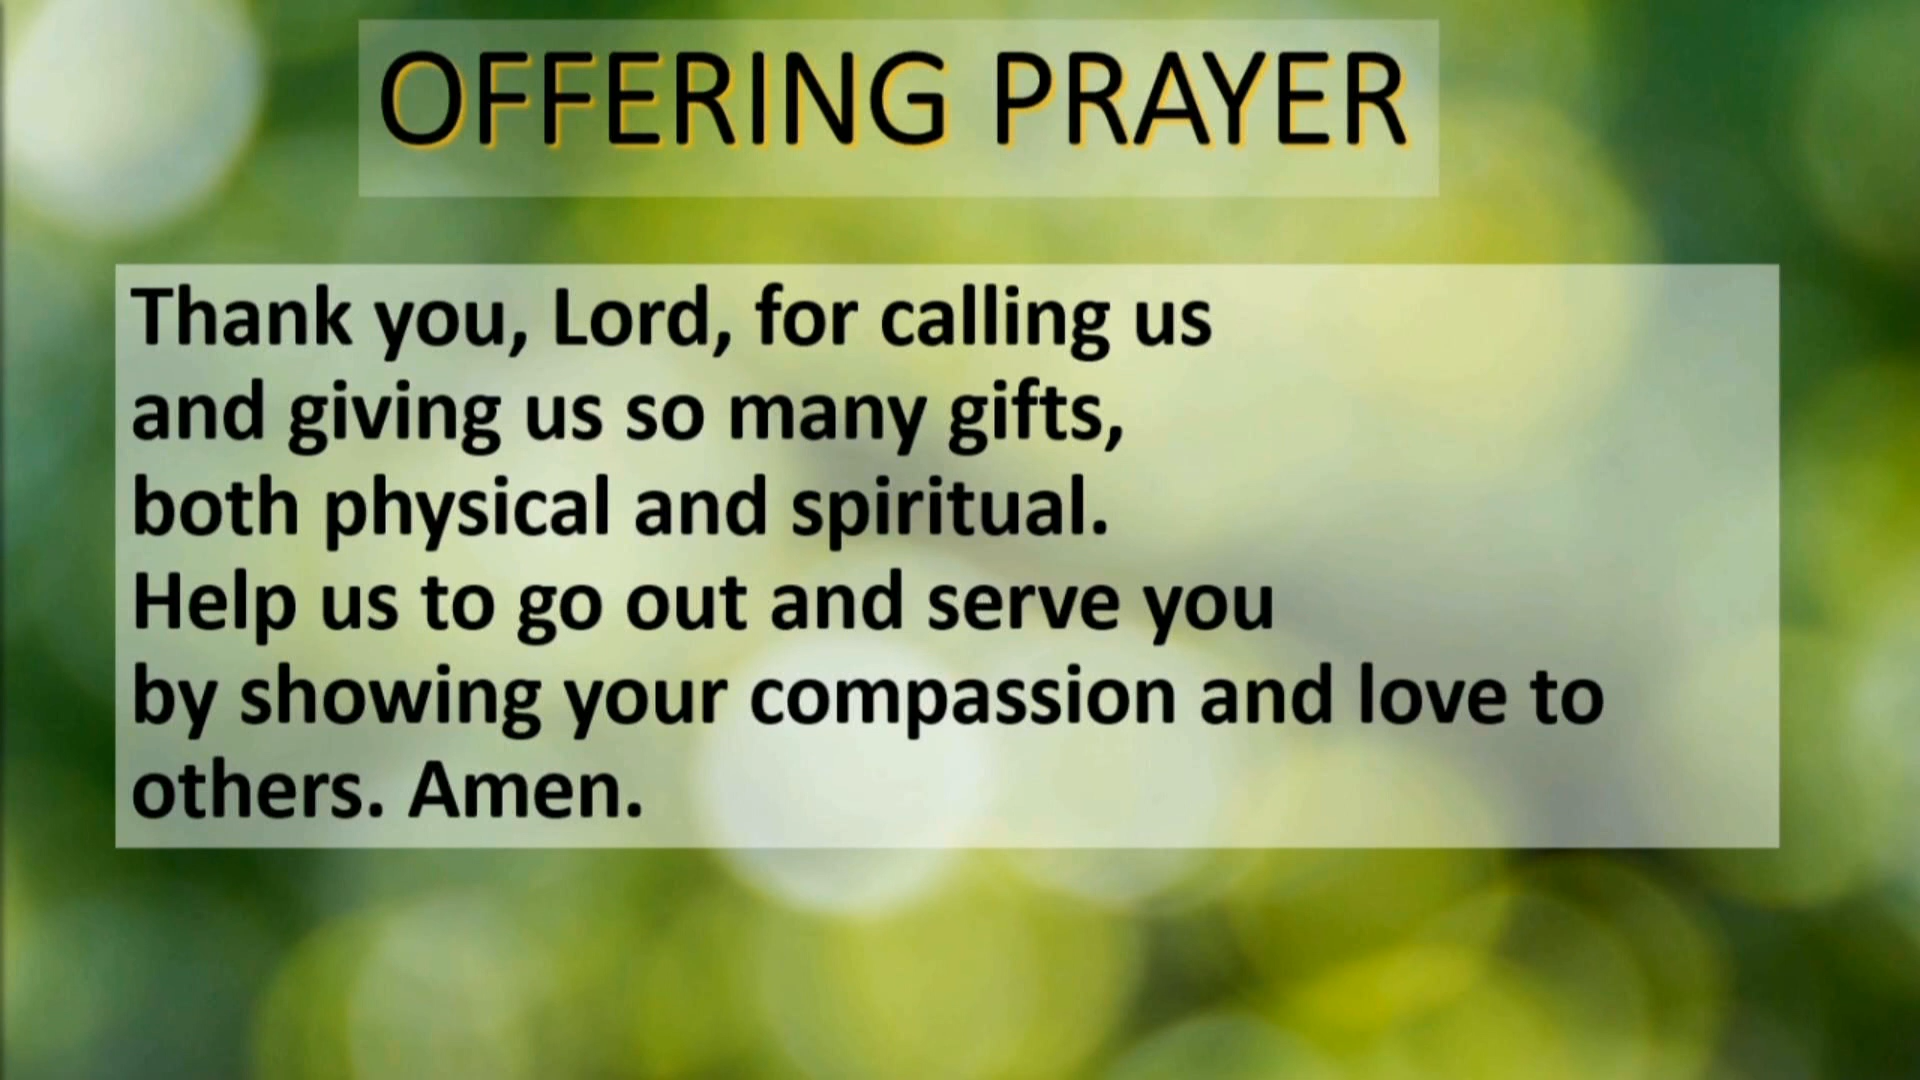 OFFERING PRAYER
Thank you, Lord, for calling us
and giving us so many gifts,
both physical and spiritual.
Help us to go out and serve you
by showing your compassion and love to
others. Amen.